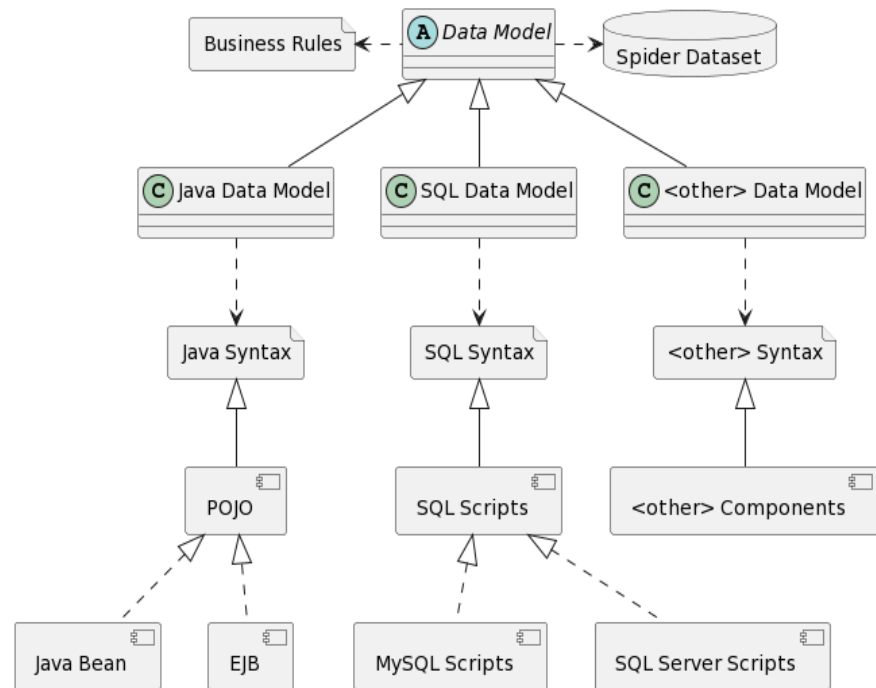 Business Rules
A Data Model
Spider Dataset
C Java Data Model
C SQL Data Model
C <other> Data Model
Java Syntax
SQL Syntax
<other> Syntax
POJO
SQL Scripts
<other> Components
Java Bean
EJB
MySQL Scripts
SQL Server Scripts